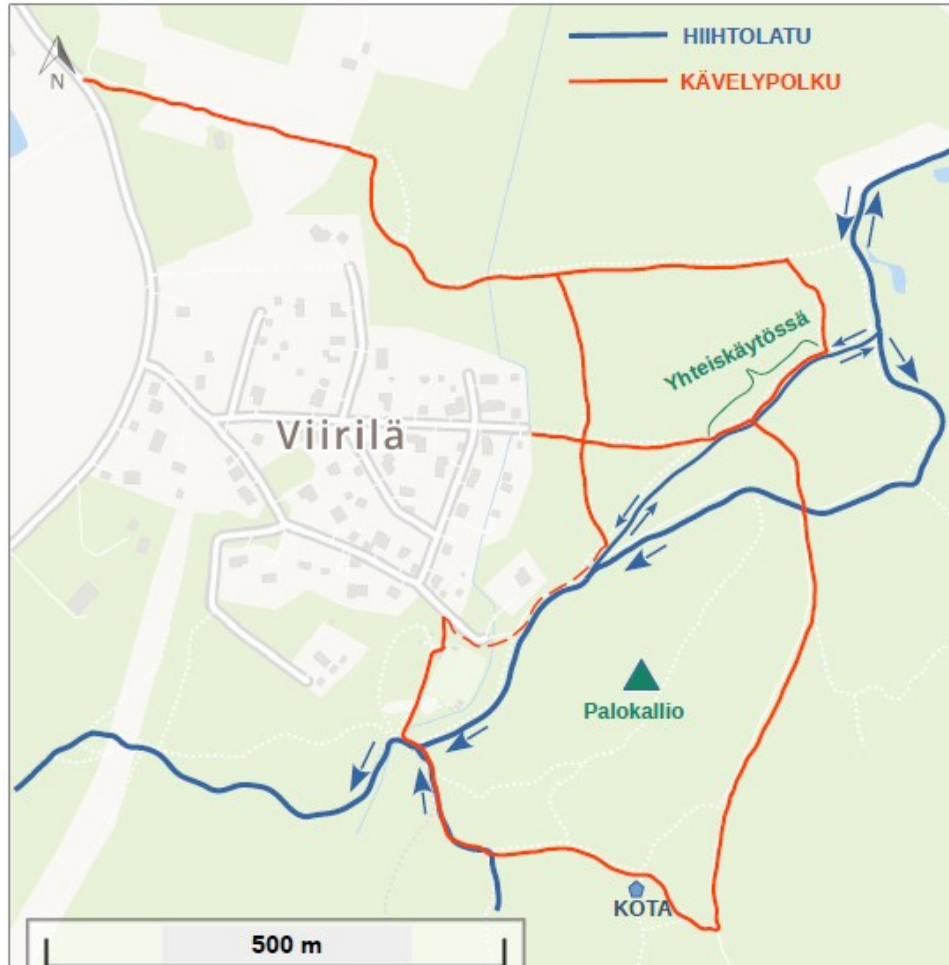 HIIHTOLATU
N
KÄVELYPOLKU
Yhteiskäytössä
Viirilä
Palokallio
KOTA
500 m